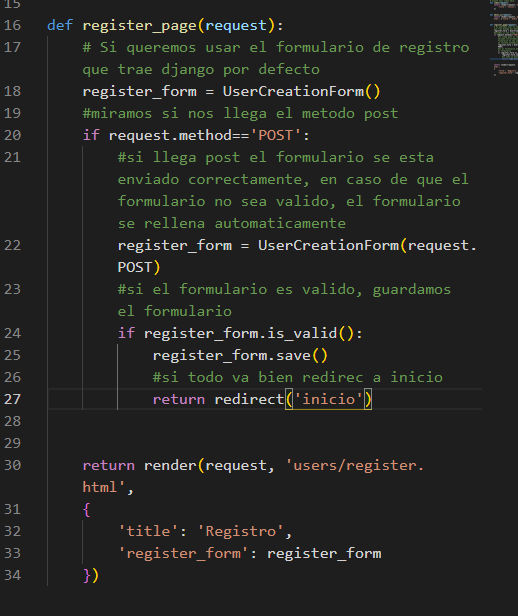 15
16 def register_page(request):
17 # Si queremos usar el formulario de registro
que trae django por defecto
18 register_form = UserCreationForm()
19 #miramos si nos llega el metodo post
20 if request.method=='POST':
21 #si llega post el formulario se esta
enviado correctamente, en caso de que el
formulario no sea valido, el formulario
se rellena automaticamente
22 register_form = UserCreationForm(request.
POST)
23 #si el formulario es valido, guardamos
el formulario
24 if register_form.is_valid():
25 register_form.save()
26 #si todo va bien redirec a inicio
27 return redirect('inicio')
28
29
30 return render(request, 'users/register.
html',
31 {
32 'title': 'Registro',
33 'register_form': register_form
34 })